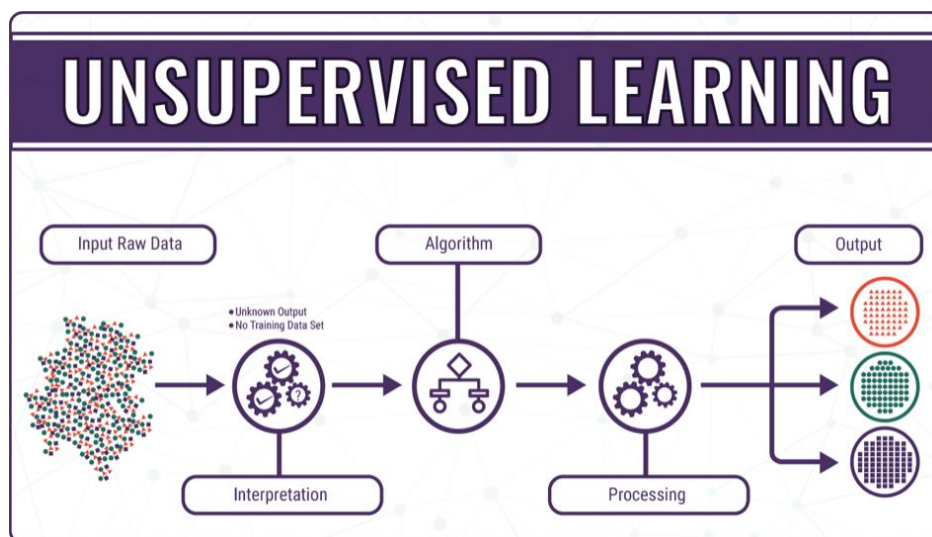 UNSUPERVISED LEARNING
Input Raw Data
Algorithm
Output
• Unknown Output
• No Training Data Set
?
Interpretation
Processing